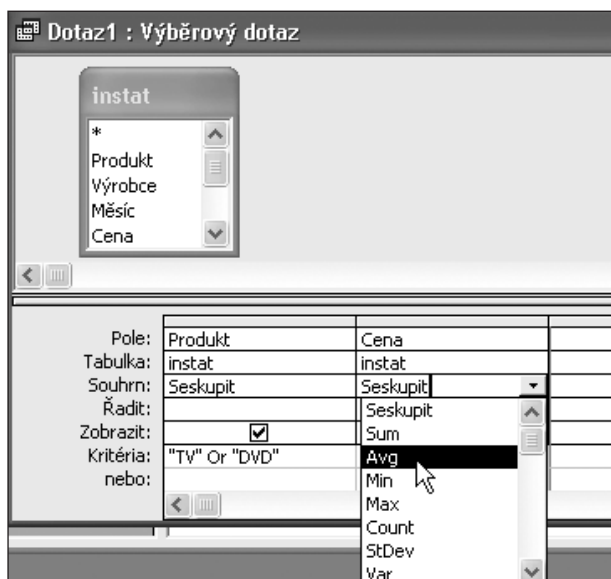 Dotaz1 : Výběrový dotaz
instat
*
Produkt
Výrobce
Měsíc
Cena
Pole: Produkt Cena
Tabulka: instat instat
Souhrn: Seskupit Seskupit
Řadit: Seskupit
Zobrazit: Sum
Kritéria: "TV" Or "DVD" Avg
nebo: Min
Max
Count
StDev
Var